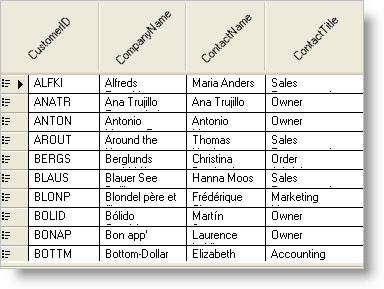 CustomerID CompanyName ContactName ContactTitle
ALFKI Alfreds Maria Anders Sales
ANATR Ana Trujillo Ana Trujillo Owner
ANTON Antonio Antonio Owner
AROUT Around the Thomas Sales
BERGS Berglunds Christina Order
BLAUS Blauer See Hanna Moos Sales
BLONP Blondel père et Frédérique Marketing
BOLID Bólido Martín Owner
BONAP Bon app' Laurence Owner
BOTTM Bottom-Dollar Elizabeth Accounting